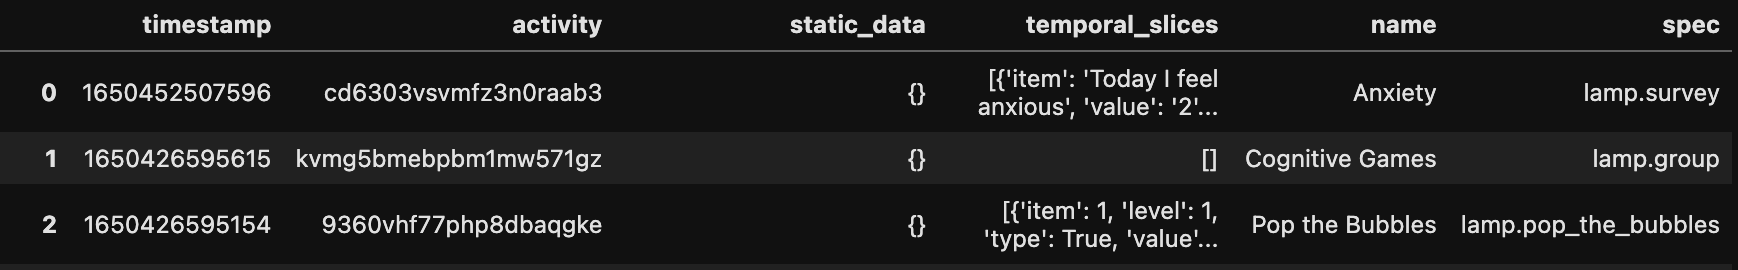 timestamp activity static_data temporal_slices name spec
0 1650452507596 cd6303vsvmfz3n0raab3 {} [{'item': 'Today I feel anxious', 'value': '2'... Anxiety lamp.survey
1 1650426595615 kvmg5bmebpbm1mw571gz {} [] Cognitive Games lamp.group
2 1650426595154 9360vhf77php8dbaqgke {} [{'item': 1, 'level': 1, 'type': True, 'value'... Pop the Bubbles lamp.pop_the_bubbles